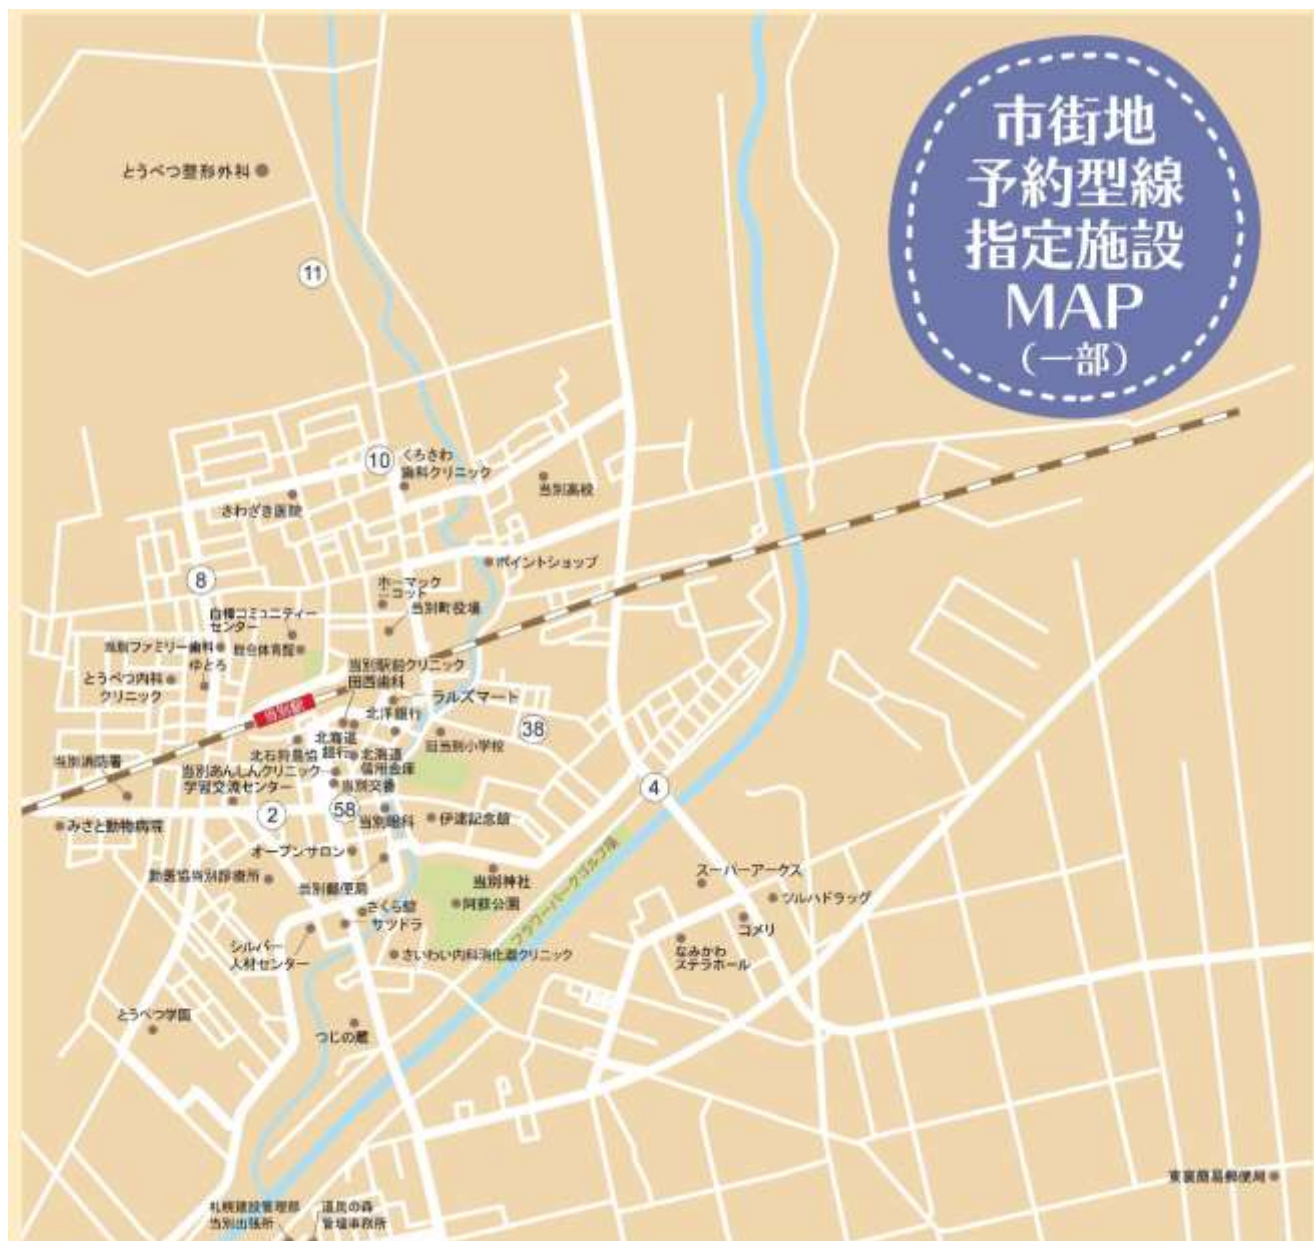 市街地
予約型線
指定施設
MAP
（一部）
とうべつ整形外科
11
10
くろさわ
歯科クリニック
当別高校
さわざき医院
ポイントショップ
8
ホーマック
ニコット
当別町役場
白樺コミュニティー
センター
当別ファミリー歯科
総合体育館
ゆとろ
とうべつ内科
クリニック
当別駅前クリニック
田西歯科
ラルズマート
当別駅
北洋銀行
38
旧当別小学校
北海道
銀行
北石狩農協
北海道
信用金庫
当別消防署
当別あんしんクリニック
学習交流センター
当別交番
4
58
2
みさと動物病院
当別眼科
伊達記念館
フラワーパークゴルフ場
オープンサロン
勤医協当別診療所
当別郵便局
当別神社
スーパーアークス
ツルハドラッグ
阿蘇公園
コメリ
サツドラ
シルバー
人材センター
さいわい内科消化器クリニック
なみかわ
ステラホール
とうべつ学園
つじの蔵
東裏簡易郵便局
札幌建設管理部
当別出張所
道民の森
管理事務所